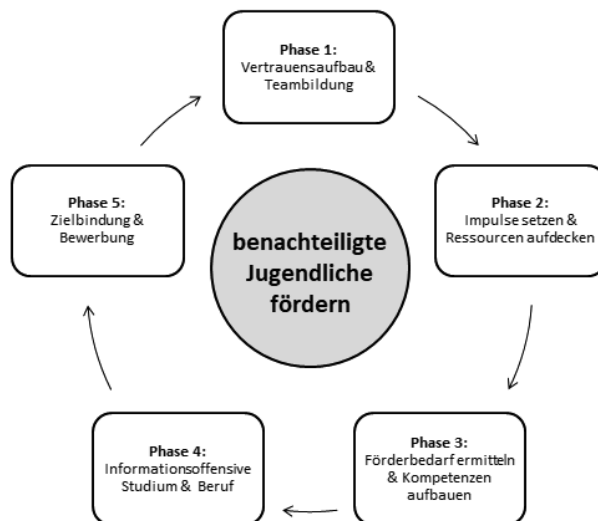 Phase 1:
Vertrauensaufbau &
Teambildung
Phase 2:
Impulse setzen &
Ressourcen aufdecken
Phase 3:
Förderbedarf ermitteln
& Kompetenzen
aufbauen
Phase 4:
Informationsoffensive
Studium & Beruf
Phase 5:
Zielbindung &
Bewerbung
benachteiligte
Jugendliche
fördern